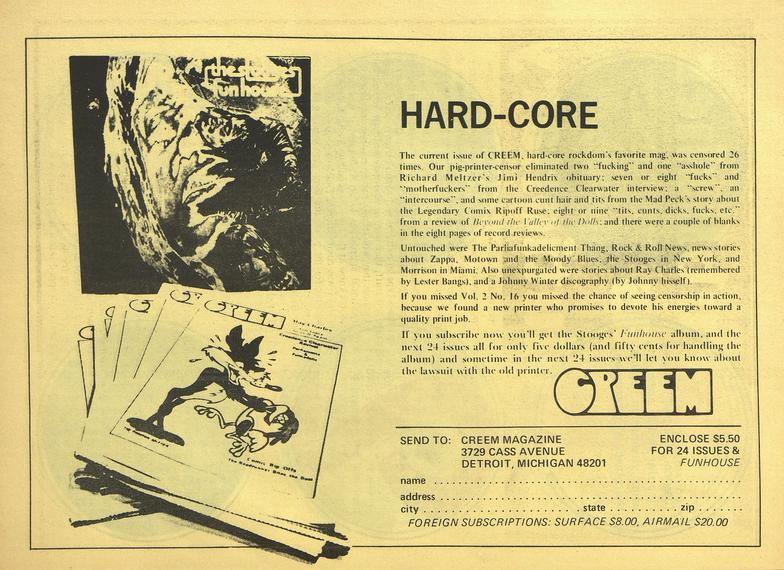 the stooges
funhouse
HARD-CORE
The current issue of CREEM, hard-core rockdom's favorite mag, was censored 26
times. Our pig-printer-censor eliminated two "fucking" and one "asshole" from
Richard Meltzer's Jimi Hendrix obituary; seven or eight "fucks" and
"motherfuckers" from the Creedence Clearwater interview; a "screw", an
"intercourse", and some cartoon cunt hair and tits from the Mad Peck's story about
the Legendary Comix Ripoff Ruse; eight or nine "tits, cunts, dicks, fucks, etc."
from a review of Beyond the Valley of the Dolls; and there were a couple of blanks
in the eight pages of record reviews.
Untouched were The Parliafunkadelicment Thang, Rock & Roll News, news stories
about Zappa, Motown and the Moody Blues, the Stooges in New York, and
Morrison in Miami. Also unexpurgated were stories about Ray Charles (remembered
by Lester Bangs), and a Johnny Winter discography (by Johnny hisself).
If you missed Vol. 2 No. 16 you missed the chance of seeing censorship in action,
because we found a new printer who promises to devote his energies toward a
quality print job.
If you subscribe now you'll get the Stooges' Funhouse album, and the
next 24 issues all for only five dollars (and fifty cents for handling the
album) and sometime in the next 24 issues we'll let you know about
the lawsuit with the old printer.
CREEM
CREEM
Ray Charles
Creedence Clearwater
Comix Rip Offs
SEND TO: CREEM MAGAZINE
3729 CASS AVENUE
DETROIT, MICHIGAN 48201
ENCLOSE $5.50
FOR 24 ISSUES &
FUNHOUSE
name
address
city state zip
FOREIGN SUBSCRIPTIONS: SURFACE $8.00, AIRMAIL $20.00